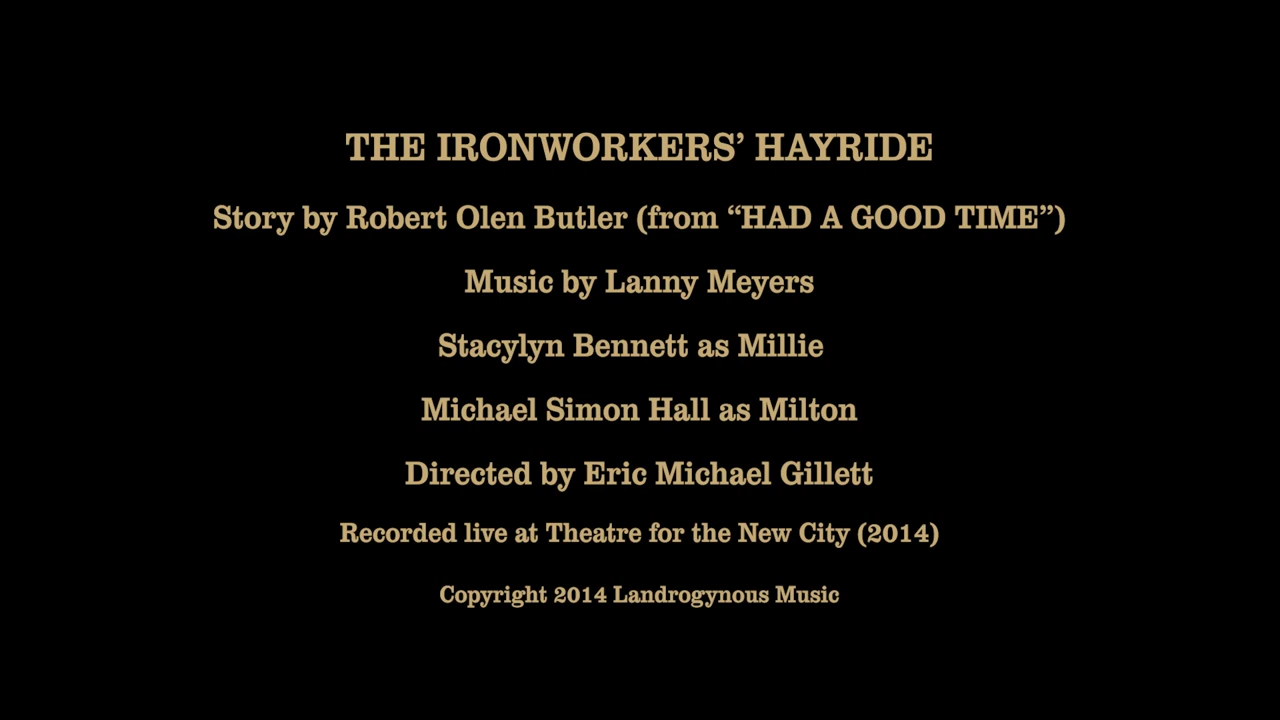 THE IRONWORKERS’ HAYRIDE
Story by Robert Olen Butler (from “HAD A GOOD TIME”)
Music by Lanny Meyers
Stacylyn Bennett as Millie
Michael Simon Hall as Milton
Directed by Eric Michael Gillett
Recorded live at Theatre for the New City (2014)
Copyright 2014 Landrogynous Music